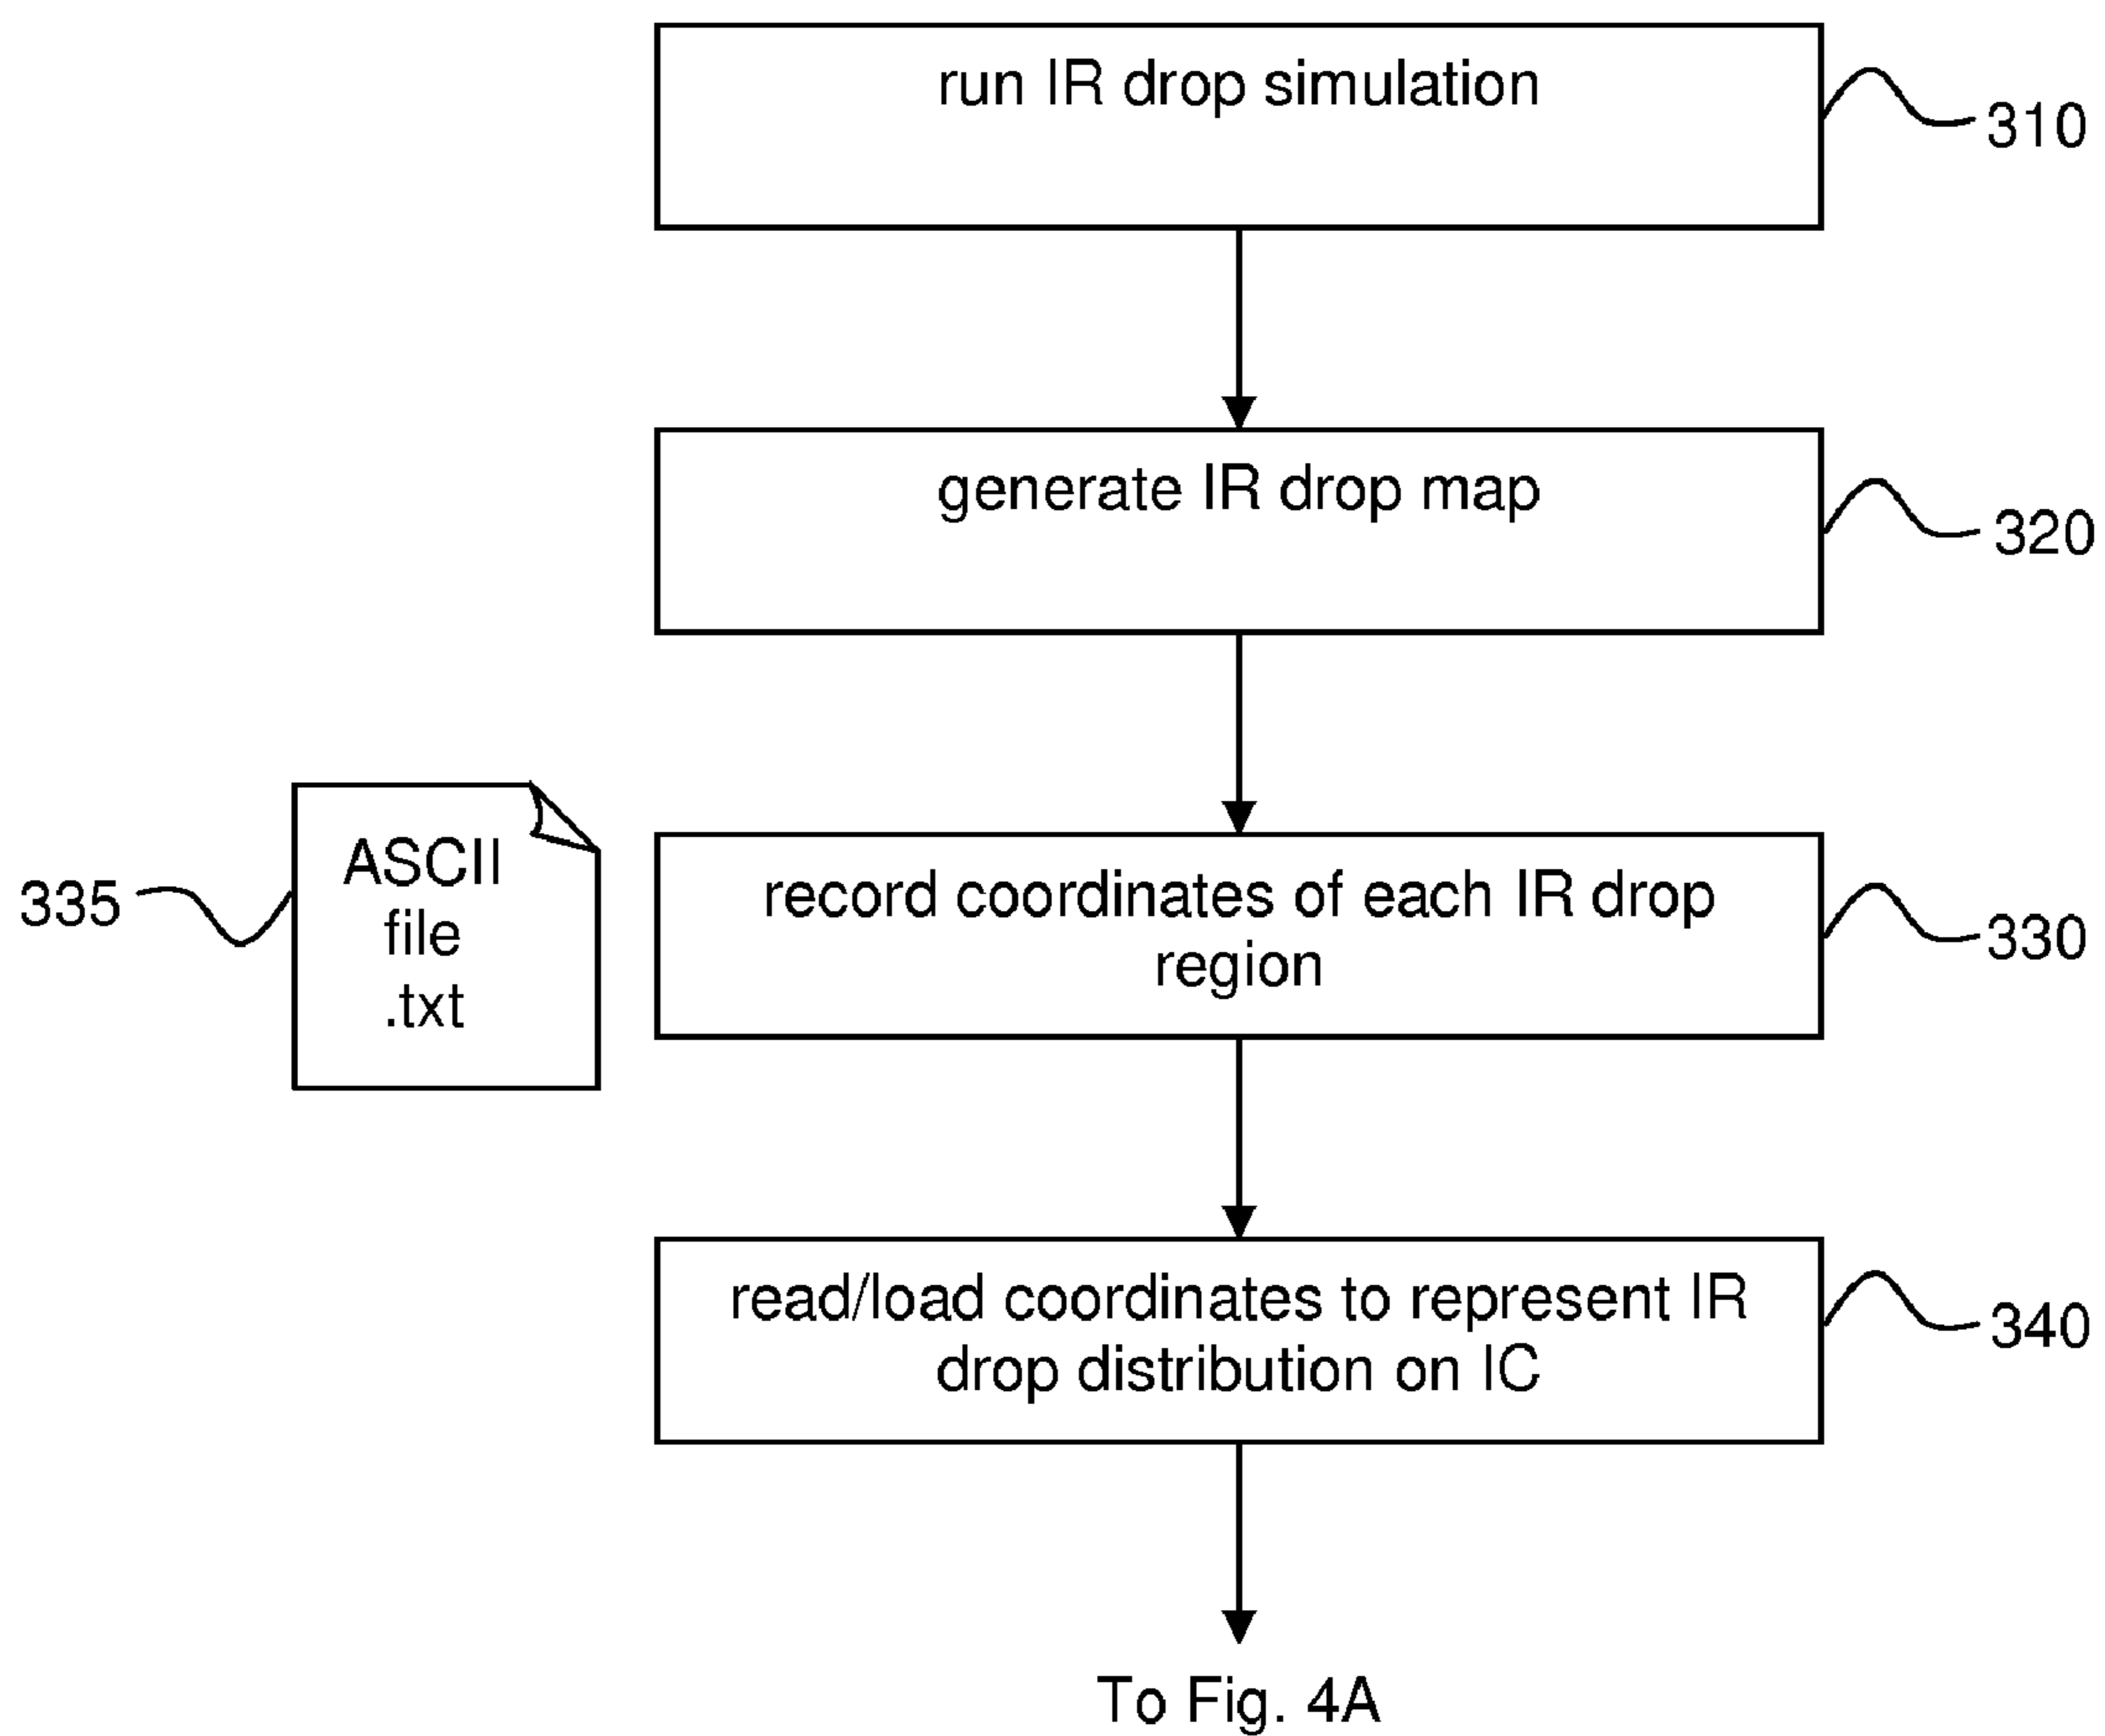 run IR drop simulation
310
generate IR drop map
320
335
ASCII
file
.txt
record coordinates of each IR drop
region
330
read/load coordinates to represent IR
drop distribution on IC
340
To Fig. 4A